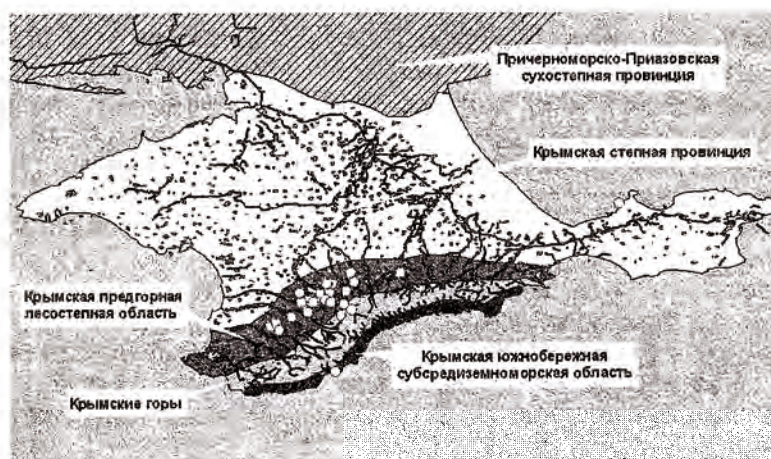 Причерноморско-Приазовская
сухостепная провинция
Крымская степная провинция
Крымская предгорная
лесостепная область
Крымская южнобережная
субсредиземноморская область
Крымские горы